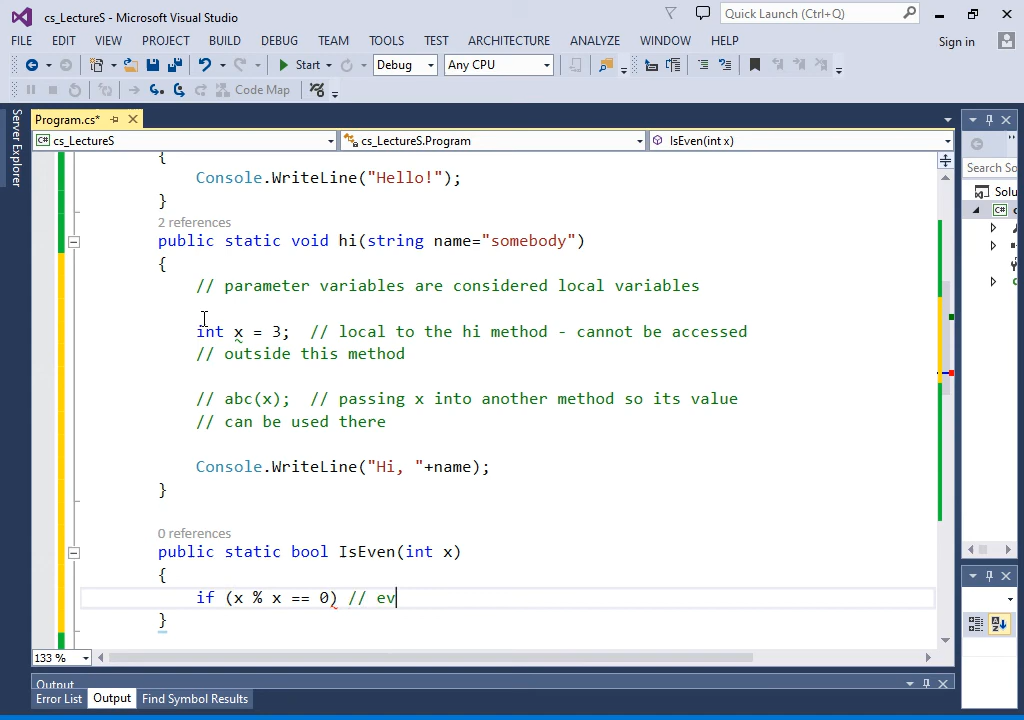 cs_LectureS - Microsoft Visual Studio
Quick Launch (Ctrl+Q)
FILE EDIT VIEW PROJECT BUILD DEBUG TEAM TOOLS TEST ARCHITECTURE ANALYZE WINDOW HELP
Sign in
Start Debug Any CPU
Code Map
Server Explorer
Program.cs*
C# cs_LectureS
cs_LectureS.Program
IsEven(int x)
{
Console.WriteLine("Hello!");
}
2 references
public static void hi(string name="somebody")
{
// parameter variables are considered local variables
int x = 3;  // local to the hi method - cannot be accessed
// outside this method
// abc(x);  // passing x into another method so its value
// can be used there
Console.WriteLine("Hi, "+name);
}
0 references
public static bool IsEven(int x)
{
if (x % x == 0) // ev
}
133 %
Search So
Solu
C# c
Output
Error List Output Find Symbol Results